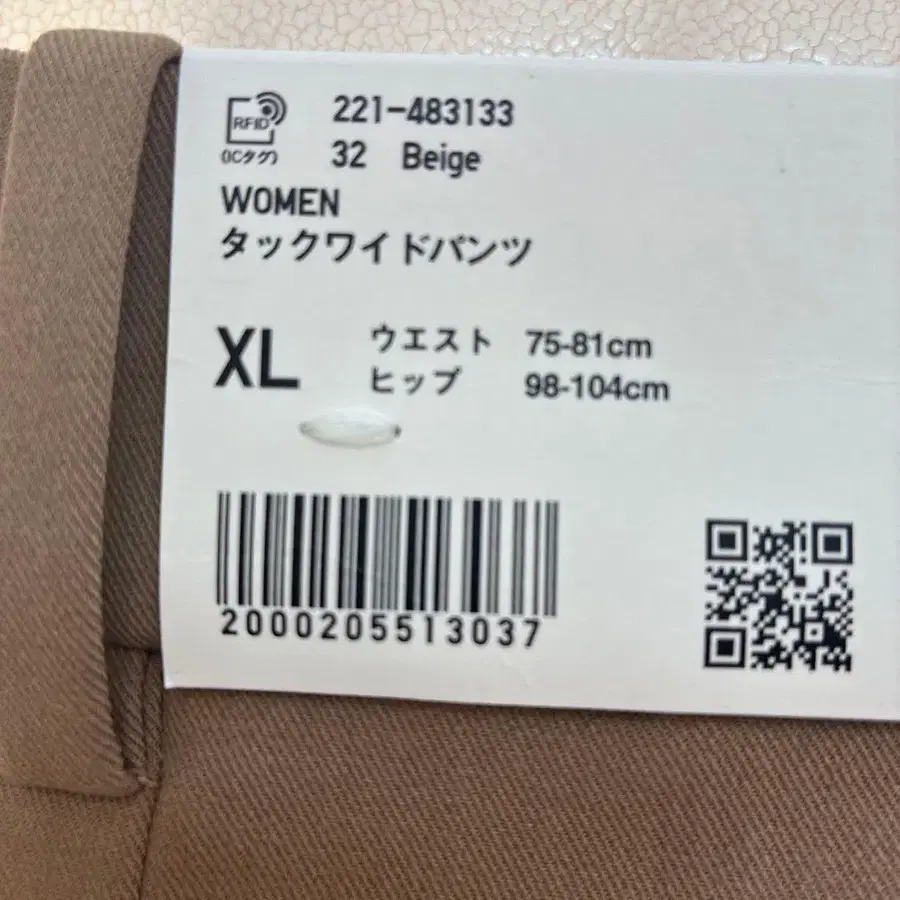 221-483133
RFID
(ICタグ)
32 Beige
WOMEN
タックワイドパンツ
XL
ウエスト 75-81cm
ヒップ 98-104cm
2000205513037